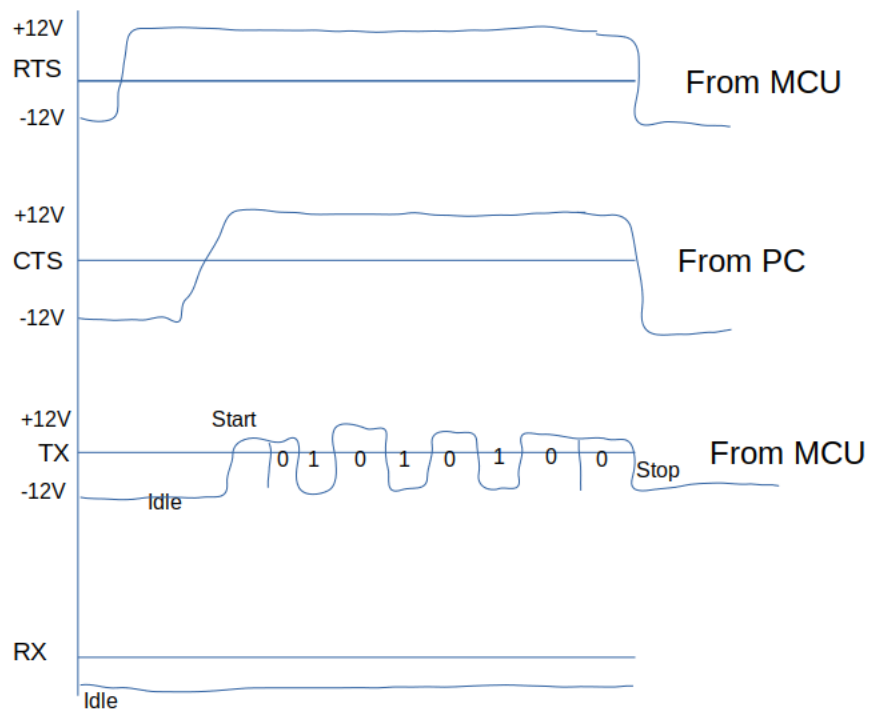 +12V
RTS
-12V
From MCU
+12V
CTS
-12V
From PC
+12V
TX
-12V
Start
0 1 0 1 0 1 0 0
Idle
Stop
From MCU
RX
Idle